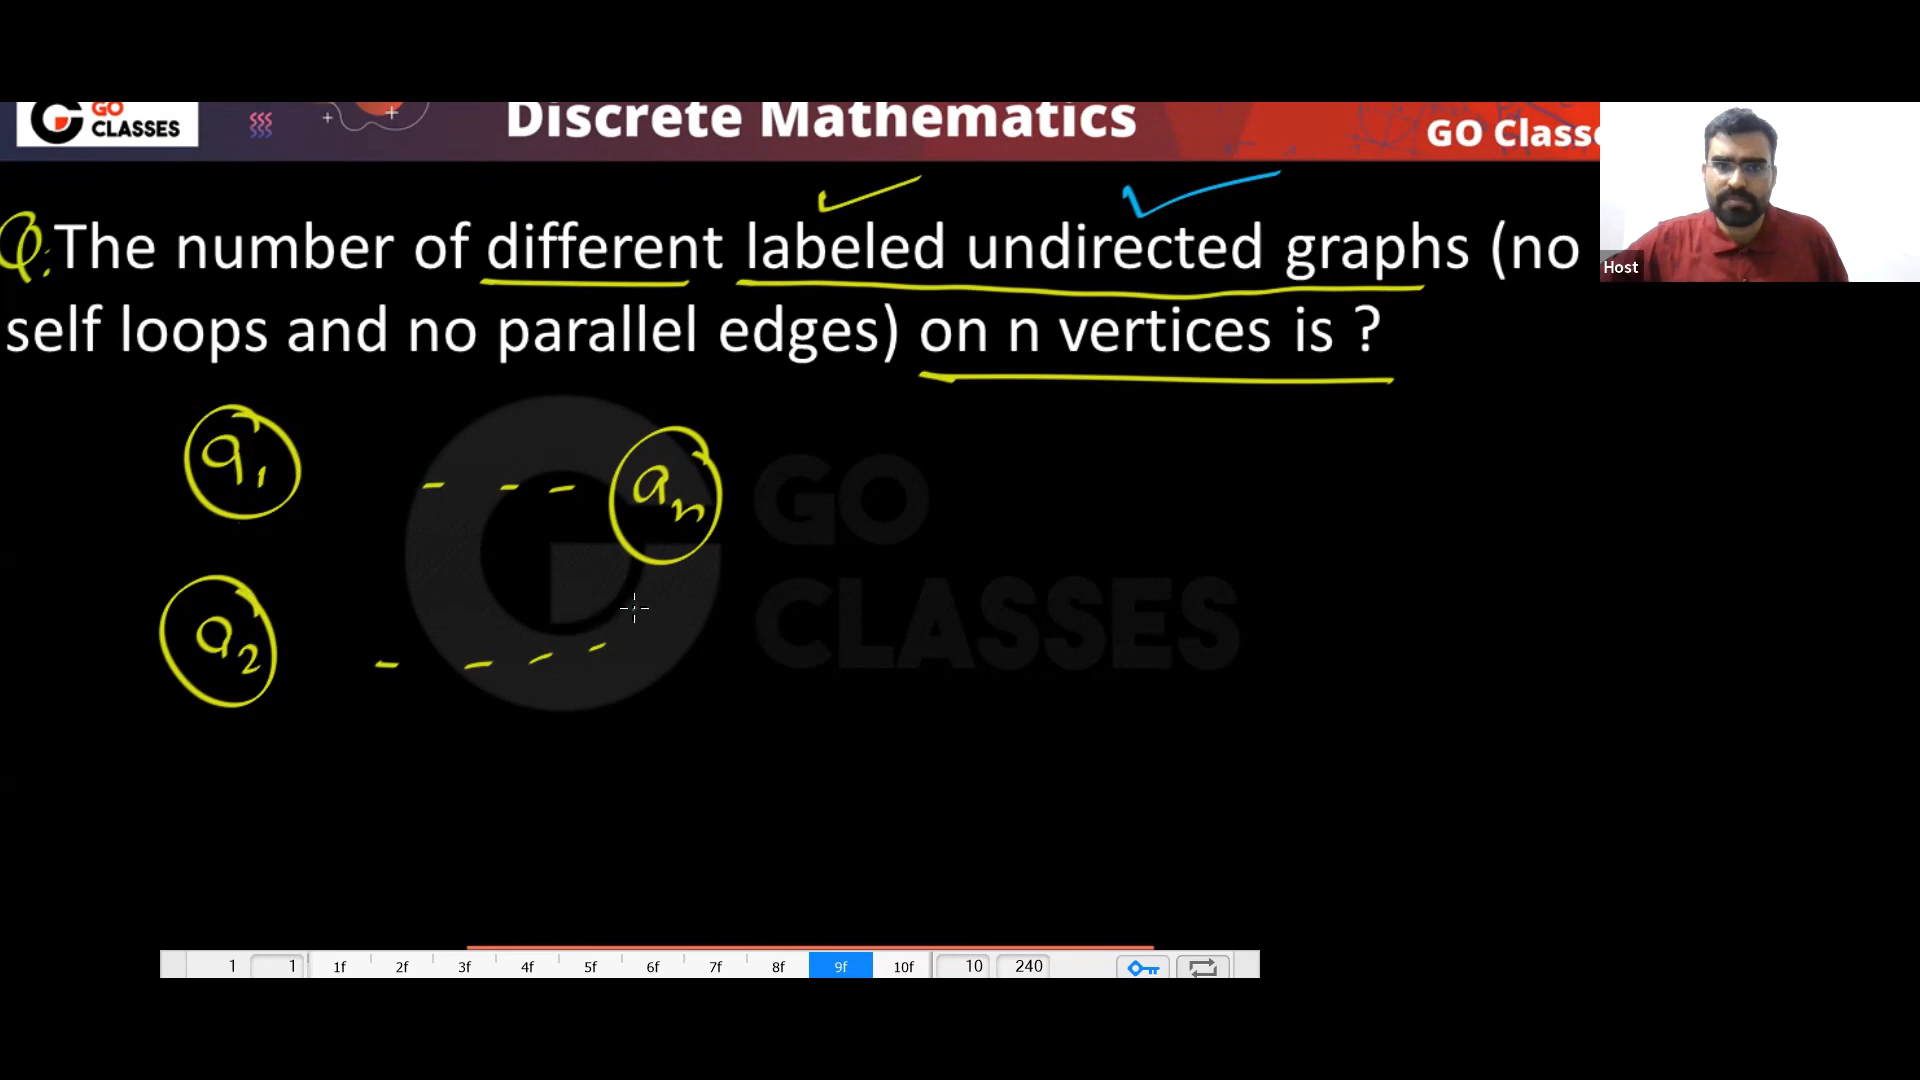 GO
CLASSES
Discrete Mathematics
GO Classe
Host
Q: The number of different labeled undirected graphs (no
self loops and no parallel edges) on n vertices is ?
a1 - - - an
a2 - - - -
GO
CLASSES
1 1 1f 2f 3f 4f 5f 6f 7f 8f 9f 10f 10 240